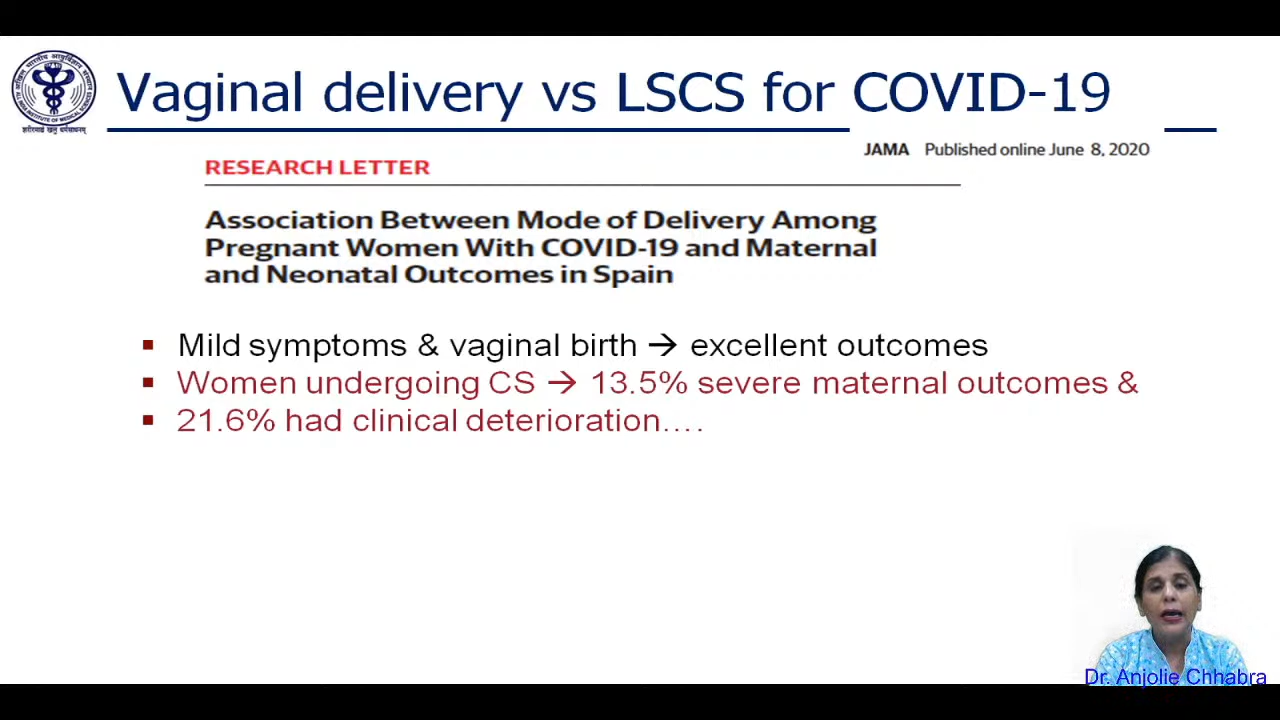 Vaginal delivery vs LSCS for COVID-19
JAMA Published online June 8, 2020
RESEARCH LETTER
Association Between Mode of Delivery Among
Pregnant Women With COVID-19 and Maternal
and Neonatal Outcomes in Spain
▪ Mild symptoms & vaginal birth → excellent outcomes
▪ Women undergoing CS → 13.5% severe maternal outcomes &
▪ 21.6% had clinical deterioration....
Dr. Anjolie Chhabra